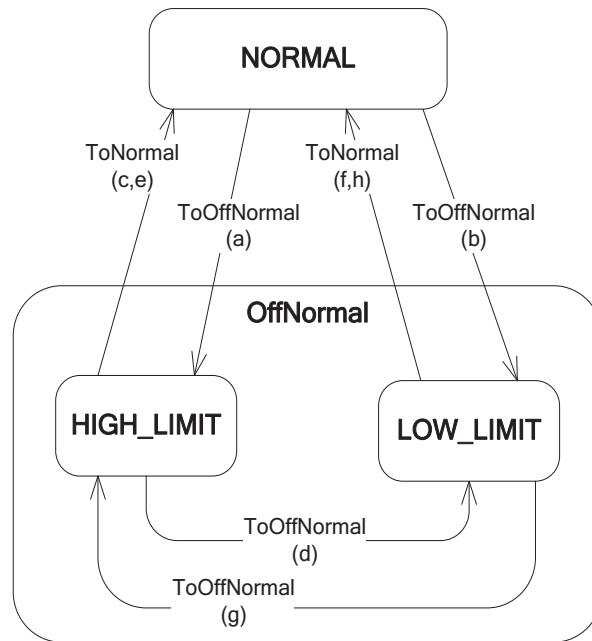 NORMAL
ToNormal
(c,e)
ToNormal
(f,h)
ToOffNormal
(a)
ToOffNormal
(b)
OffNormal
HIGH_LIMIT
LOW_LIMIT
ToOffNormal
(d)
ToOffNormal
(g)